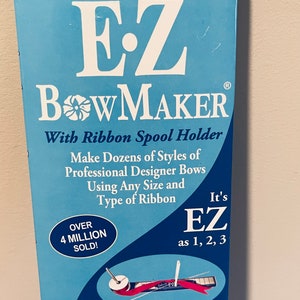 E·Z
BOWMAKER®
With Ribbon Spool Holder
Make Dozens of Styles of
Professional Designer Bows
Using Any Size and
Type of Ribbon
It's
EZ
as 1, 2, 3
OVER
4 MILLION
SOLD!